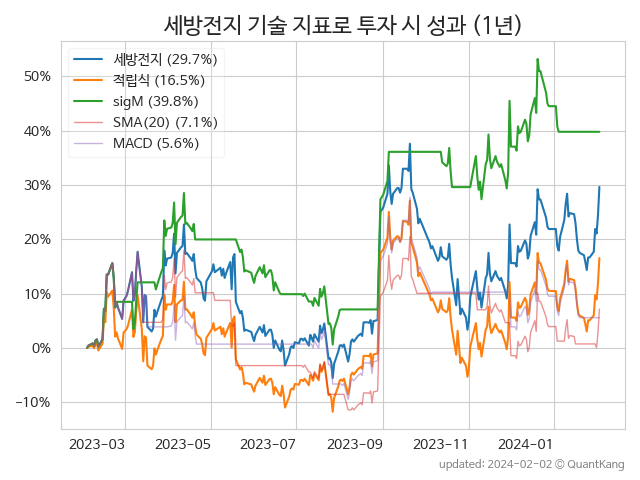 세방전지 기술 지표로 투자 시 성과 (1년)
세방전지 (29.7%)
적립식 (16.5%)
sigM (39.8%)
SMA(20) (7.1%)
MACD (5.6%)
50%
40%
30%
20%
10%
0%
−10%
2023-03 2023-05 2023-07 2023-09 2023-11 2024-01
updated: 2024-02-02 © QuantKang